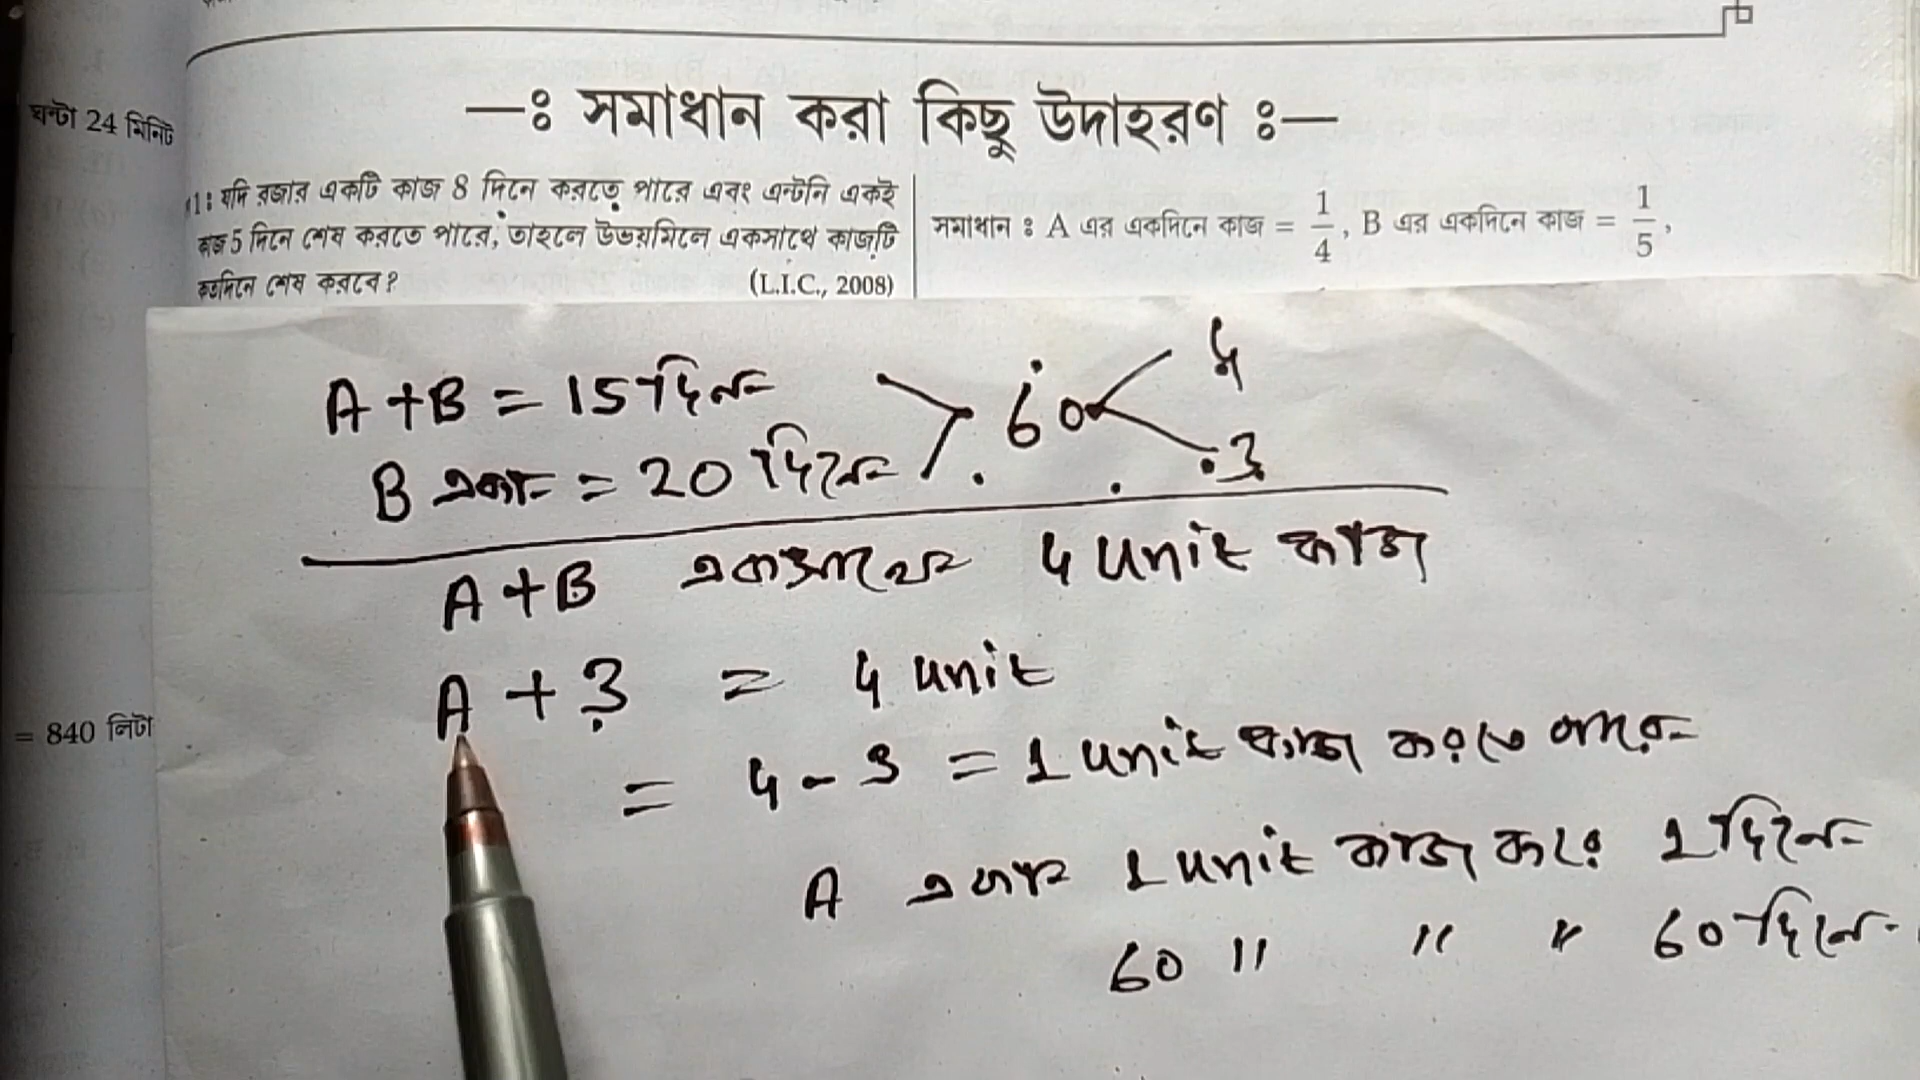 ঘন্টা 24 মিনিট
—ঃ সমাধান করা কিছু উদাহরণ ঃ—
1ঃ যদি রজার একটি কাজ 8 দিনে করতে পারে এবং এন্টনি একই
কাজ 5 দিনে শেষ করতে পারে, তাহলে উভয়মিলে একসাথে কাজটি
কতদিনে শেষ করবে?
(L.I.C., 2008)
সমাধান ঃ A এর একদিনে কাজ = 1/4, B এর একদিনে কাজ = 1/5,
A + B = 15 দিন
B একা = 20 দিনে
60
4
3
A + B একসাথে 4 unit কাজ
A + 3 = 4 unit
= 4 - 3 = 1 unit কাজ করতে পারে
A একা 1 unit কাজ করে 1 দিনে
60 " " " 60 দিনে
= 840 লিটা